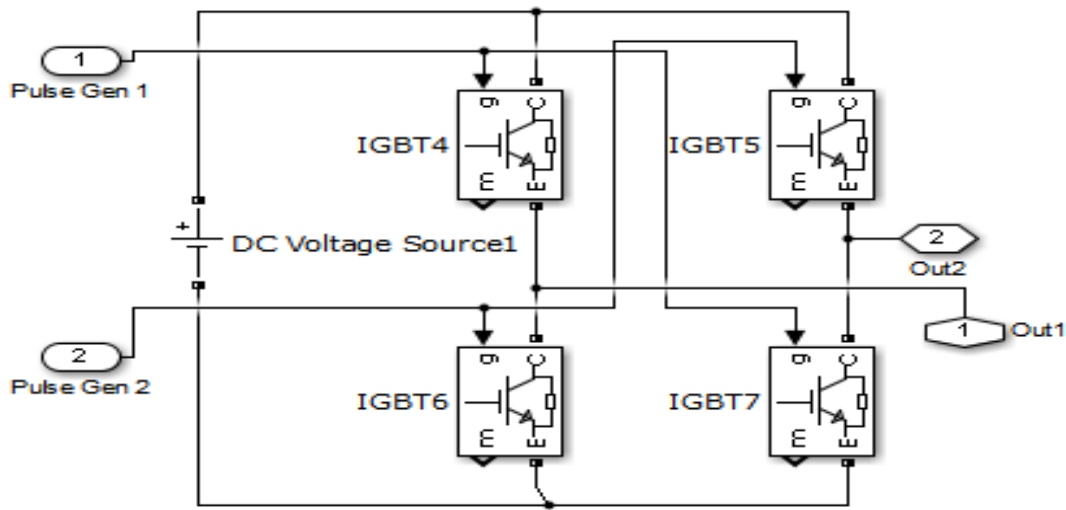 1
Pulse Gen 1
g C
IGBT4
m E
g C
IGBT5
m E
+
DC Voltage Source1
2
Out2
1
Out1
2
Pulse Gen 2
g C
IGBT6
m E
g C
IGBT7
m E